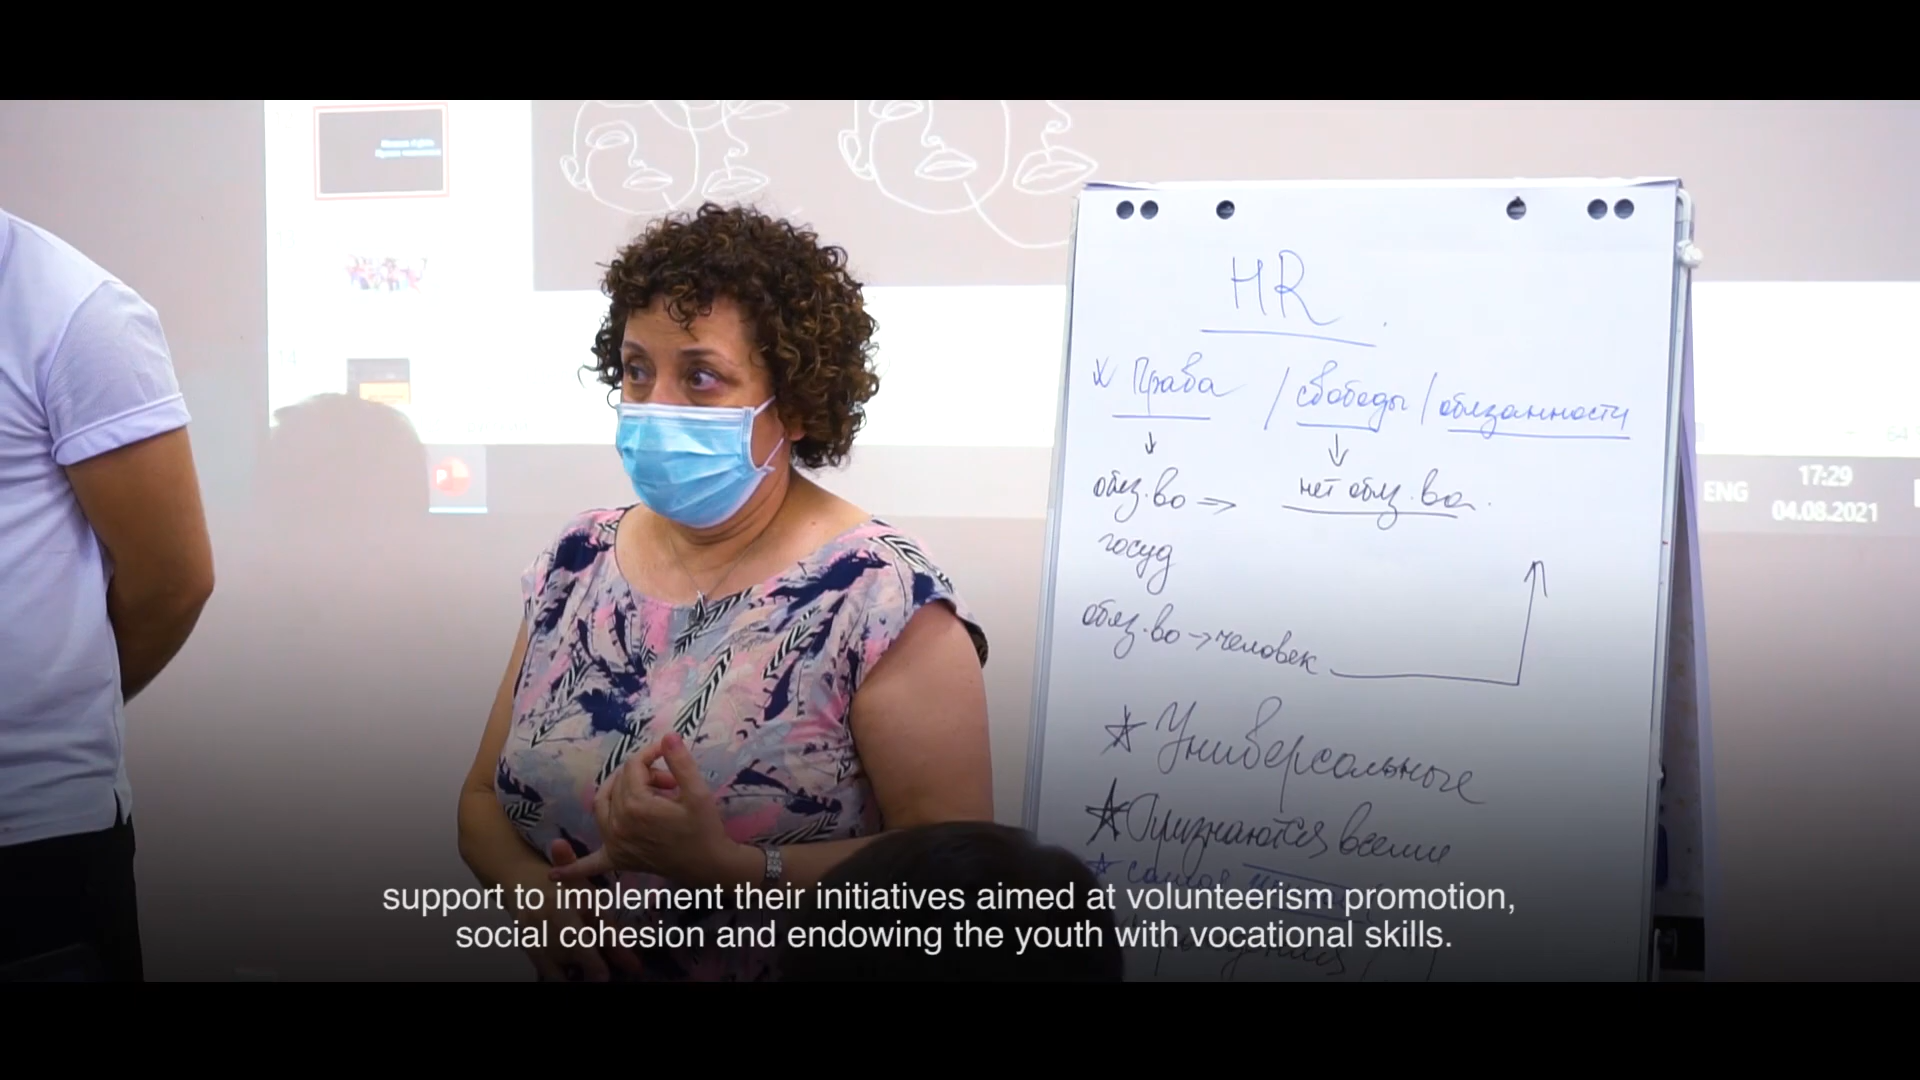 HR
Права / свободы / обязанности
обяз.во ⇒ нет обяз.ва.
госуд
обяз.во → человек
Универсальные
Признаются всеми
ENG
17:29
04.08.2021
support to implement their initiatives aimed at volunteerism promotion,
social cohesion and endowing the youth with vocational skills.